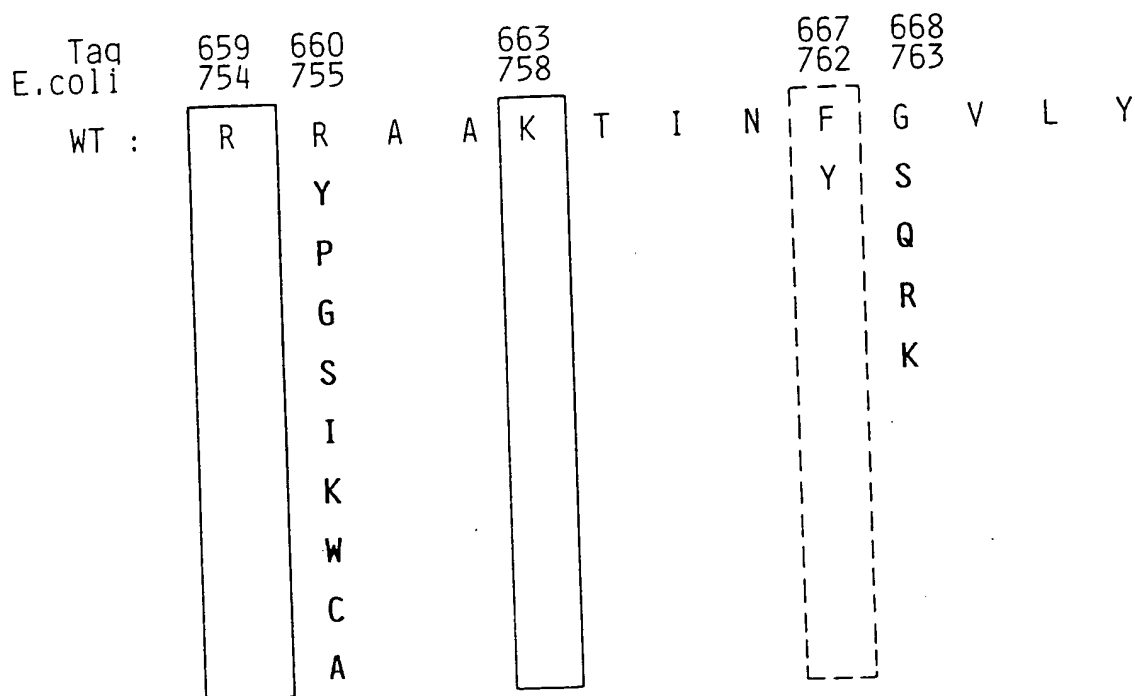 Taq 659 660 663 667 668
E.coli 754 755 758 762 763
WT : R R A A K T I N F G V L Y
Y Y S
P Q
G R
S K
I
K
W
C
A